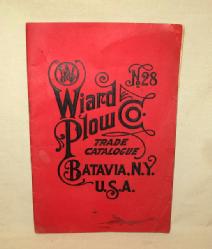 W
No. 28
Wiard
Plow Co.
TRADE
CATALOGUE
BATAVIA, N.Y.
U.S.A.